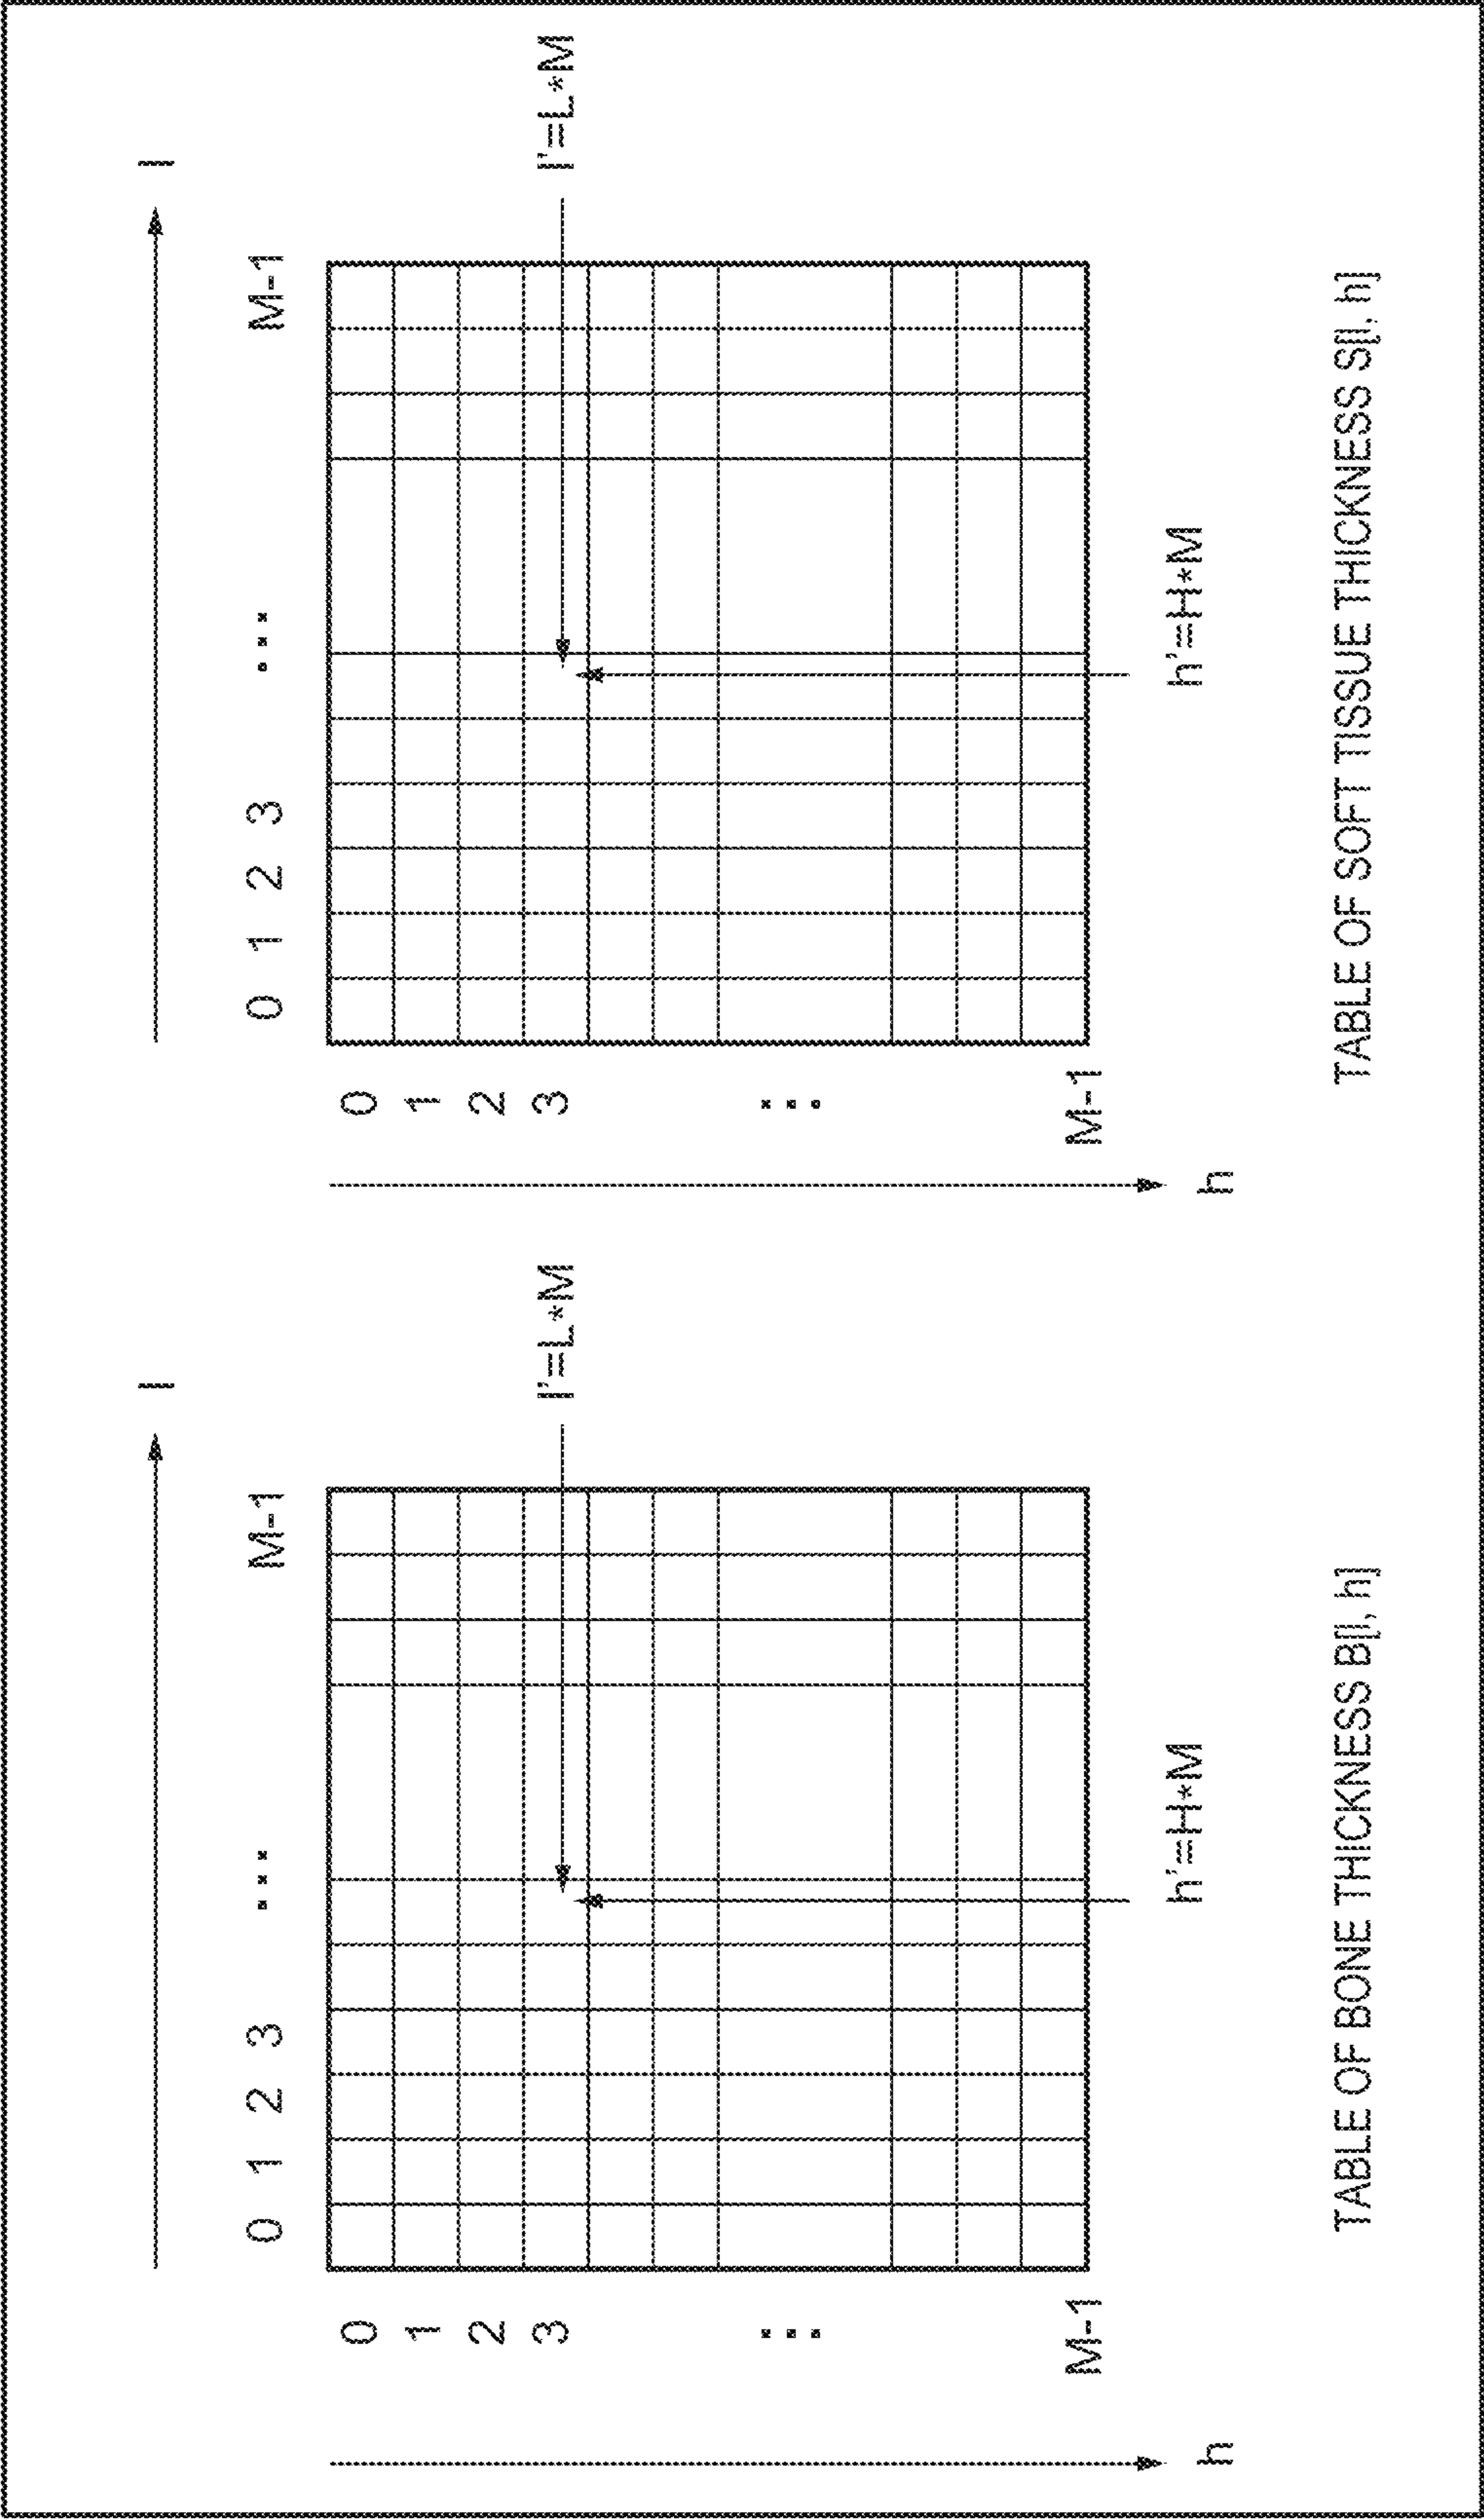 l
0 1 2 3 ... M-1
0
1
2
3
...
M-1
h
l'=L*M
h'=H*M
TABLE OF BONE THICKNESS B[l, h]
l
0 1 2 3 ... M-1
0
1
2
3
...
M-1
h
l'=L*M
h'=H*M
TABLE OF SOFT TISSUE THICKNESS S[l, h]